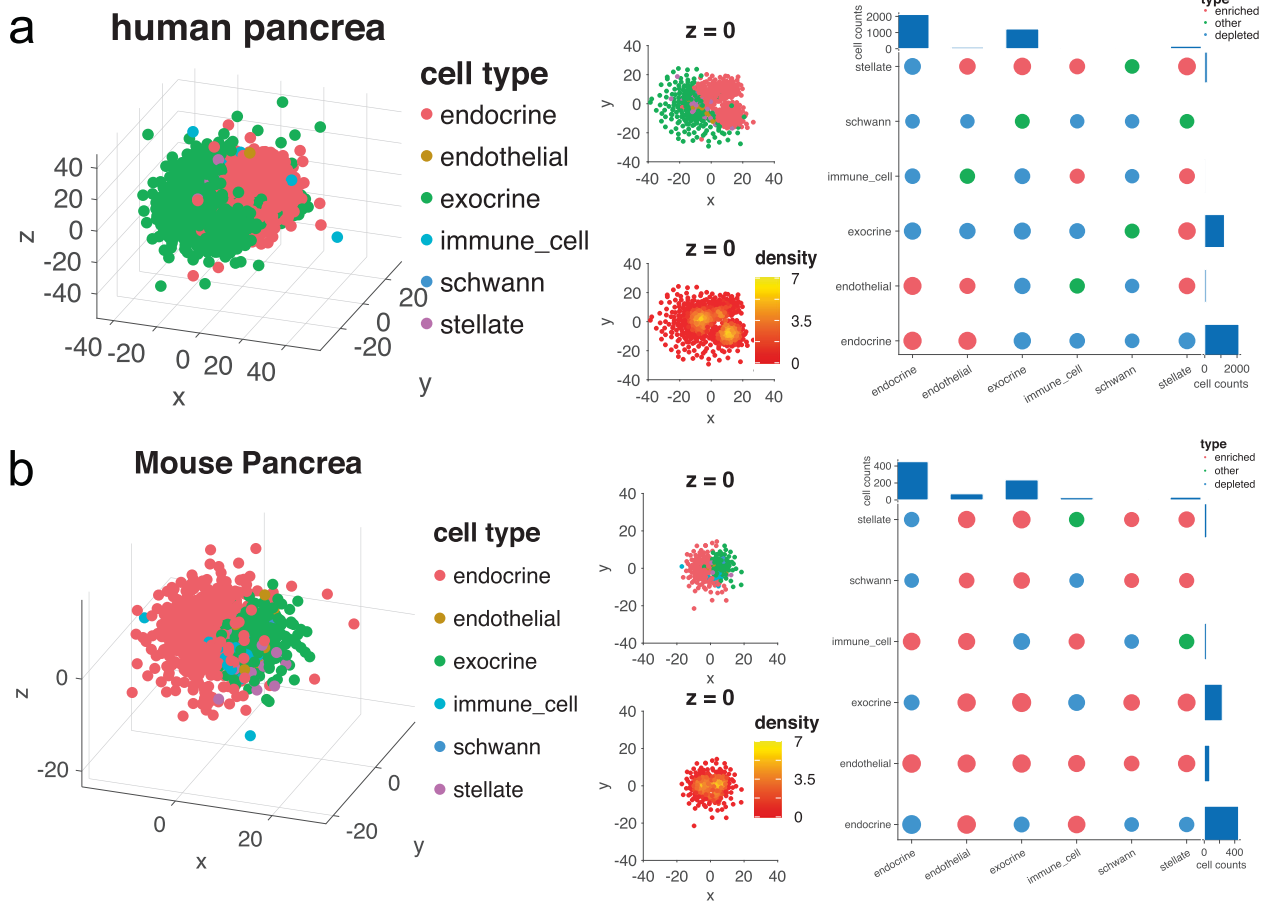 a
human pancrea
cell type
endocrine
endothelial
exocrine
immune_cell
schwann
stellate
40
20
0
-20
-40
z
-40 -20 0 20 40
x
20
0
-20
y
z = 0
40
20
0
-20
-40
y
-40 -20 0 20 40
x
z = 0
density
7
3.5
0
40
20
0
-20
-40
y
-40 -20 0 20 40
x
type
enriched
other
depleted
cell counts
2000
1000
0
stellate
schwann
immune_cell
exocrine
endothelial
endocrine
endocrine
endothelial
exocrine
immune_cell
schwann
stellate
0 2000
cell counts
b
Mouse Pancrea
cell type
endocrine
endothelial
exocrine
immune_cell
schwann
stellate
0
-20
z
0 20
x
0
-20
y
z = 0
40
20
0
-20
-40
y
-40 -20 0 20 40
x
z = 0
density
7
3.5
0
40
20
0
-20
-40
y
-40 -20 0 20 40
x
type
enriched
other
depleted
cell counts
400
200
0
stellate
schwann
immune_cell
exocrine
endothelial
endocrine
endocrine
endothelial
exocrine
immune_cell
schwann
stellate
0 400
cell counts